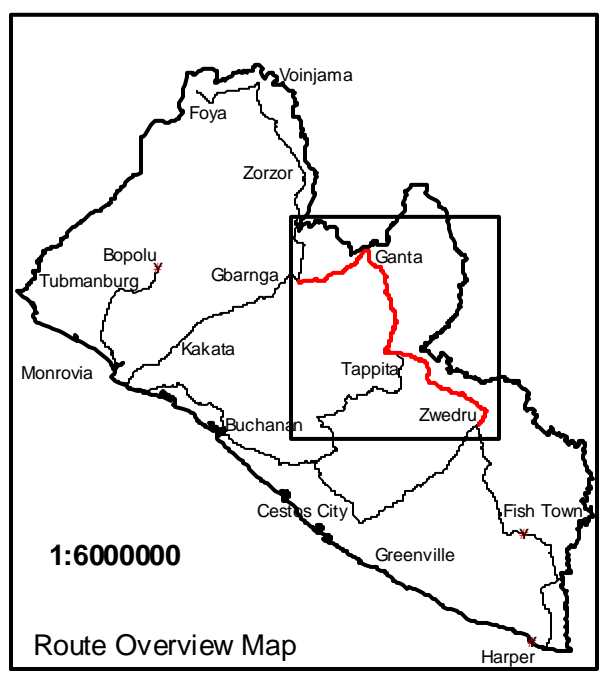 Voinjama
Foya
Zorzor
Bopolu
Ganta
Gbarnga
Tubmanburg
Kakata
Tappita
Monrovia
Zwedru
Buchanan
Cestos City
Fish Town
1:6000000
Greenville
Route Overview Map
Harper